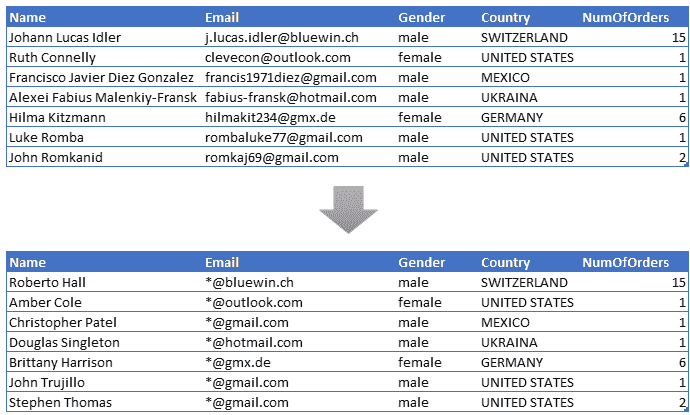 Name Email Gender Country NumOfOrders
Johann Lucas Idler j.lucas.idler@bluewin.ch male SWITZERLAND 15
Ruth Connelly clevecon@outlook.com female UNITED STATES 1
Francisco Javier Diez Gonzalez francis1971diez@gmail.com male MEXICO 1
Alexei Fabius Malenkiy-Fransk fabius-fransk@hotmail.com male UKRAINA 1
Hilma Kitzmann hilmakit234@gmx.de female GERMANY 6
Luke Romba rombaluke77@gmail.com male UNITED STATES 1
John Romkanid romkaj69@gmail.com male UNITED STATES 2
Name Email Gender Country NumOfOrders
Roberto Hall *@bluewin.ch male SWITZERLAND 15
Amber Cole *@outlook.com female UNITED STATES 1
Christopher Patel *@gmail.com male MEXICO 1
Douglas Singleton *@hotmail.com male UKRAINA 1
Brittany Harrison *@gmx.de female GERMANY 6
John Trujillo *@gmail.com male UNITED STATES 1
Stephen Thomas *@gmail.com male UNITED STATES 2